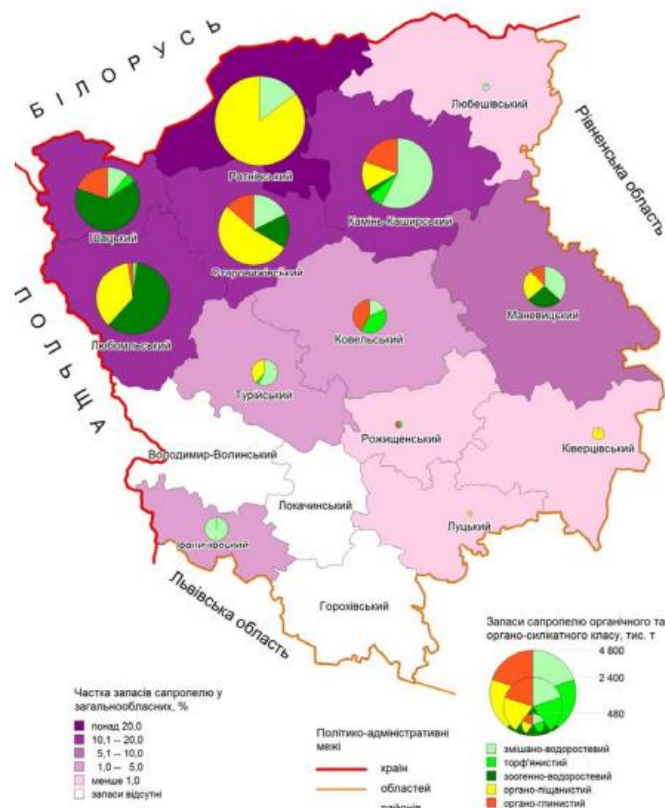 БІЛОРУСЬ
Любешівський
Рівненська область
Ратнівський
Камінь-Каширський
Шацький
Старовижівський
ПОЛЬЩА
Любомльський
Маневицький
Ковельський
Турійський
Рожищенський
Ківерцівський
Володимир-Волинський
Локачинський
Луцький
Іваничівський
Львівська область
Горохівський
Запаси сапропелю органічного та
органо-силікатного класу, тис. т
4 800
2 400
480
змішано-водоростевий
торф'янистий
зоогенно-водоростевий
органо-піщанистий
органо-глинистий
Частка запасів сапропелю у
загальнообласних, %
понад 20,0
10,1 -- 20,0
5,1 -- 10,0
1,0 -- 5,0
менше 1,0
запаси відсутні
Політико-адміністративні
межі
країн
областей
районів